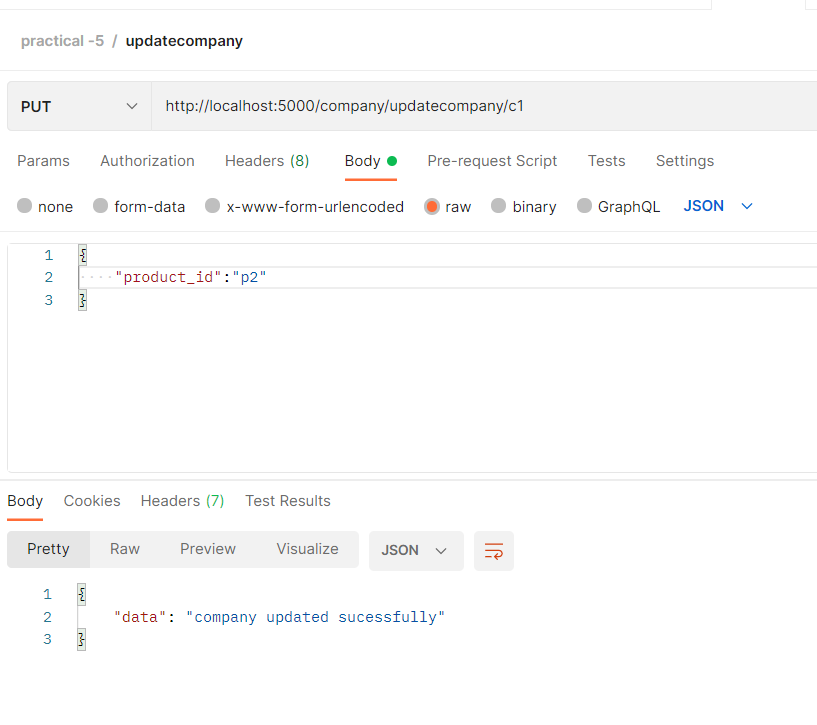 practical -5 / updatecompany
PUT http://localhost:5000/company/updatecompany/c1
Params Authorization Headers (8) Body Pre-request Script Tests Settings
none form-data x-www-form-urlencoded raw binary GraphQL JSON
1 {
2 ····"product_id":"p2"
3 }
Body Cookies Headers (7) Test Results
Pretty Raw Preview Visualize JSON
1 {
2 "data": "company updated sucessfully"
3 }